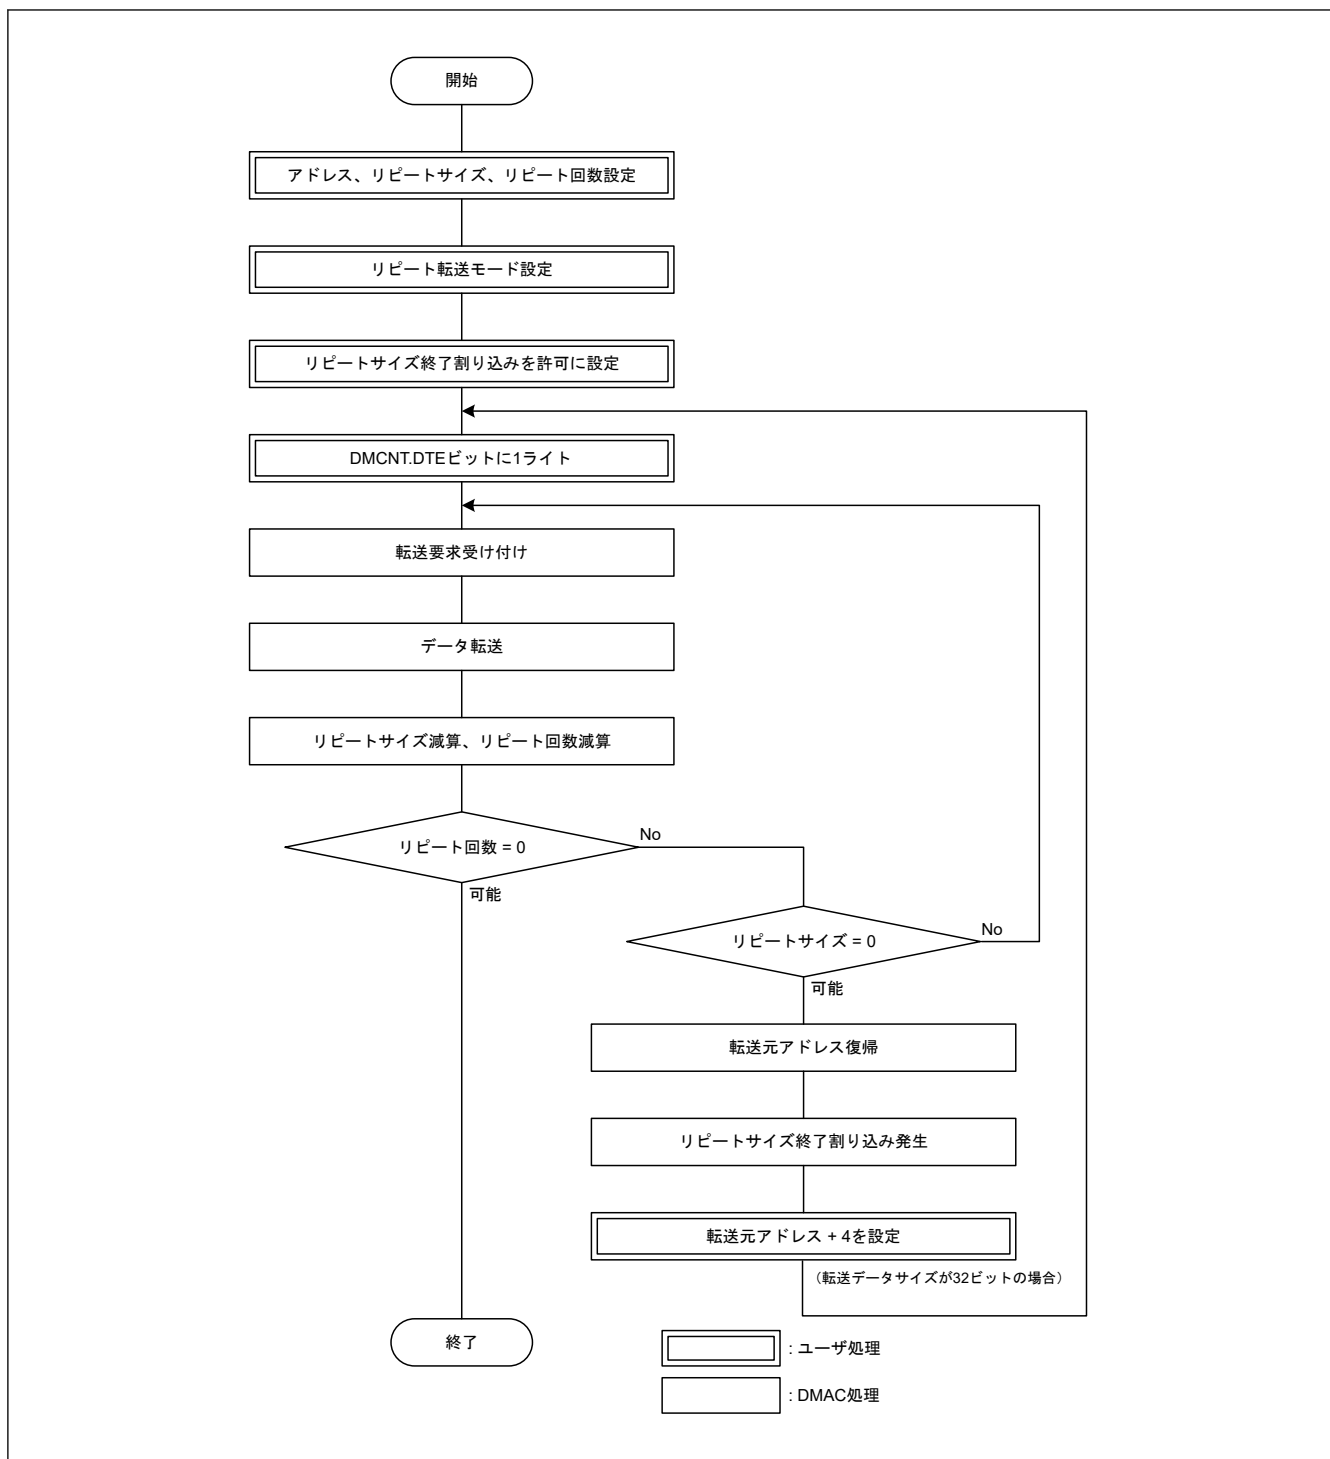 開始
アドレス、リピートサイズ、リピート回数設定
リピート転送モード設定
リピートサイズ終了割り込みを許可に設定
DMCNT.DTEビットに1ライト
転送要求受け付け
データ転送
リピートサイズ減算、リピート回数減算
リピート回数 = 0
No
可能
リピートサイズ = 0
No
可能
転送元アドレス復帰
リピートサイズ終了割り込み発生
転送元アドレス + 4を設定
（転送データサイズが32ビットの場合）
終了
: ユーザ処理
: DMAC処理